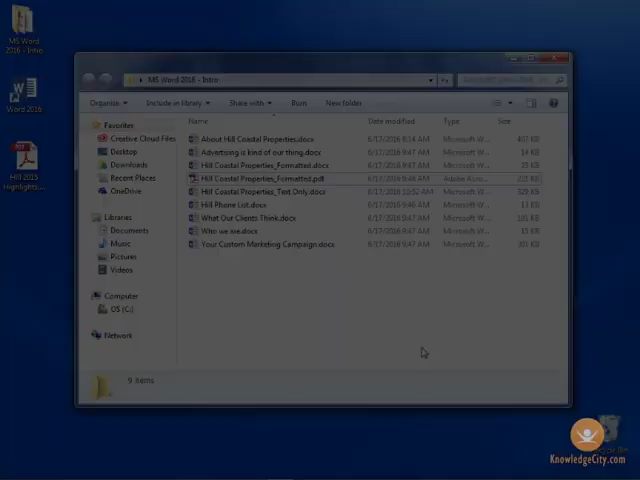 MS Word
2016 - Intro
Word 2016
Hill 2015
Highlights...
MS Word 2016 - Intro
Organize
Include in library
Share with
Burn
New folder
Name
Date modified
Type
Size
Favorites
Creative Cloud Files
Desktop
Downloads
Recent Places
OneDrive
Libraries
Documents
Music
Pictures
Videos
Computer
OS (C:)
Network
About Hill Coastal Properties.docx 6/17/2016 8:14 AM Microsoft W... 497 KB
Advertising is kind of our thing.docx 6/17/2016 9:47 AM Microsoft W... 14 KB
Hill Coastal Properties_Formatted.docx 6/17/2016 9:47 AM Microsoft W... KB
Hill Coastal Properties_Formatted.pdf 6/17/2016 9:46 AM Adobe Acro... KB
Hill Coastal Properties_Text Only.docx 6/17/2016 10:52 AM Microsoft W... 329 KB
Hill Phone List.docx 6/17/2016 9:46 AM Microsoft W... 13 KB
What Our Clients Think.docx 6/17/2016 9:47 AM Microsoft W... 101 KB
Who we are.docx 6/17/2016 9:47 AM Microsoft W... 15 KB
Your Custom Marketing Campaign.docx 6/17/2016 9:47 AM Microsoft W... KB
9 items
KnowledgeCity.com